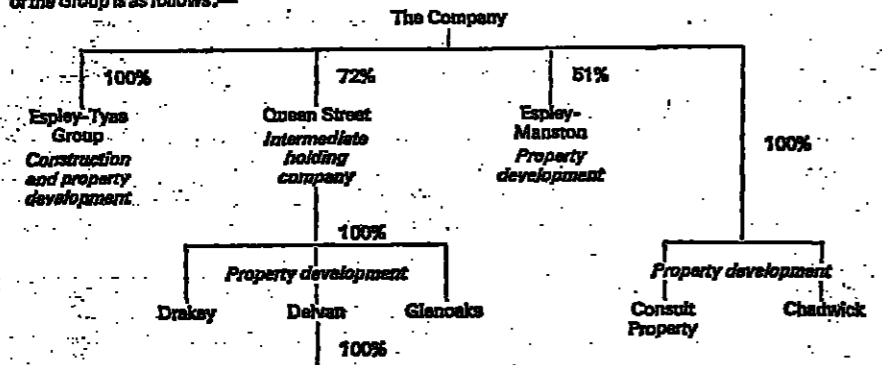 of the Group is as follows:—
The Company
100%
72%
51%
100%
Espley-Tyas
Group
Construction
and property
development
Queen Street
Intermediate
holding
company
Espley-
Manston
Property
development
100%
Property development
Drakey
Delvan
Glenoaks
Property development
Consult
Property
Chadwick
100%